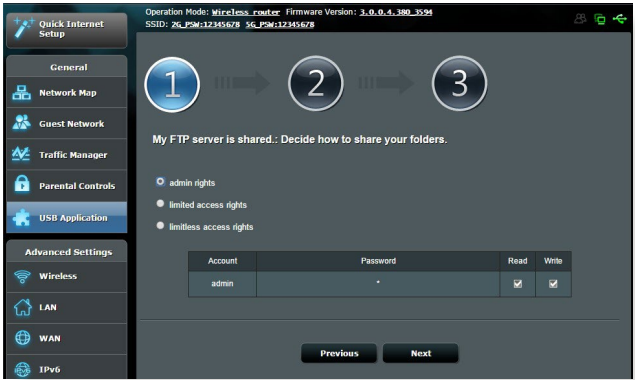 Quick Internet
Setup
Operation Mode: Wireless router Firmware Version: 3.0.0.4.380_3594
SSID: 2G_PSW:12345678 5G_PSW:12345678
General
Network Map
Guest Network
Traffic Manager
Parental Controls
USB Application
Advanced Settings
Wireless
LAN
WAN
IPv6
1 2 3
My FTP server is shared.: Decide how to share your folders.
admin rights
limited access rights
limitless access rights
Account Password Read Write
admin *
Previous Next